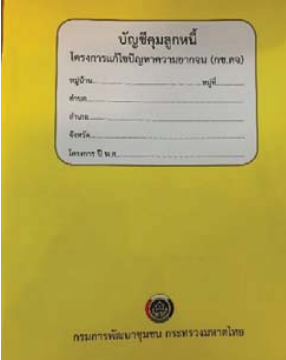 บัญชีคุมลูกหนี้
โครงการแก้ไขปัญหาความยากจน (กข.คจ)
หมู่บ้าน........................หมู่ที่............
ตำบล........................
อำเภอ........................
จังหวัด........................
โครงการ ปี พ.ศ........................
กรมการพัฒนาชุมชน กระทรวงมหาดไทย